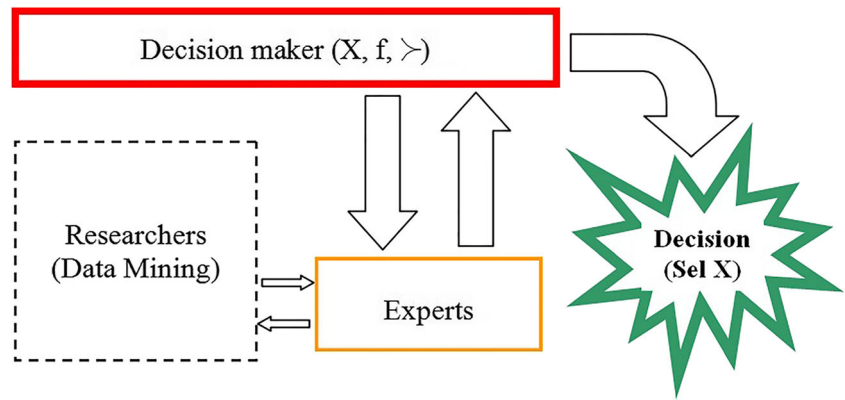 Decision maker (X, f, ≻)
Researchers
(Data Mining)
Experts
Decision
(Sel X)